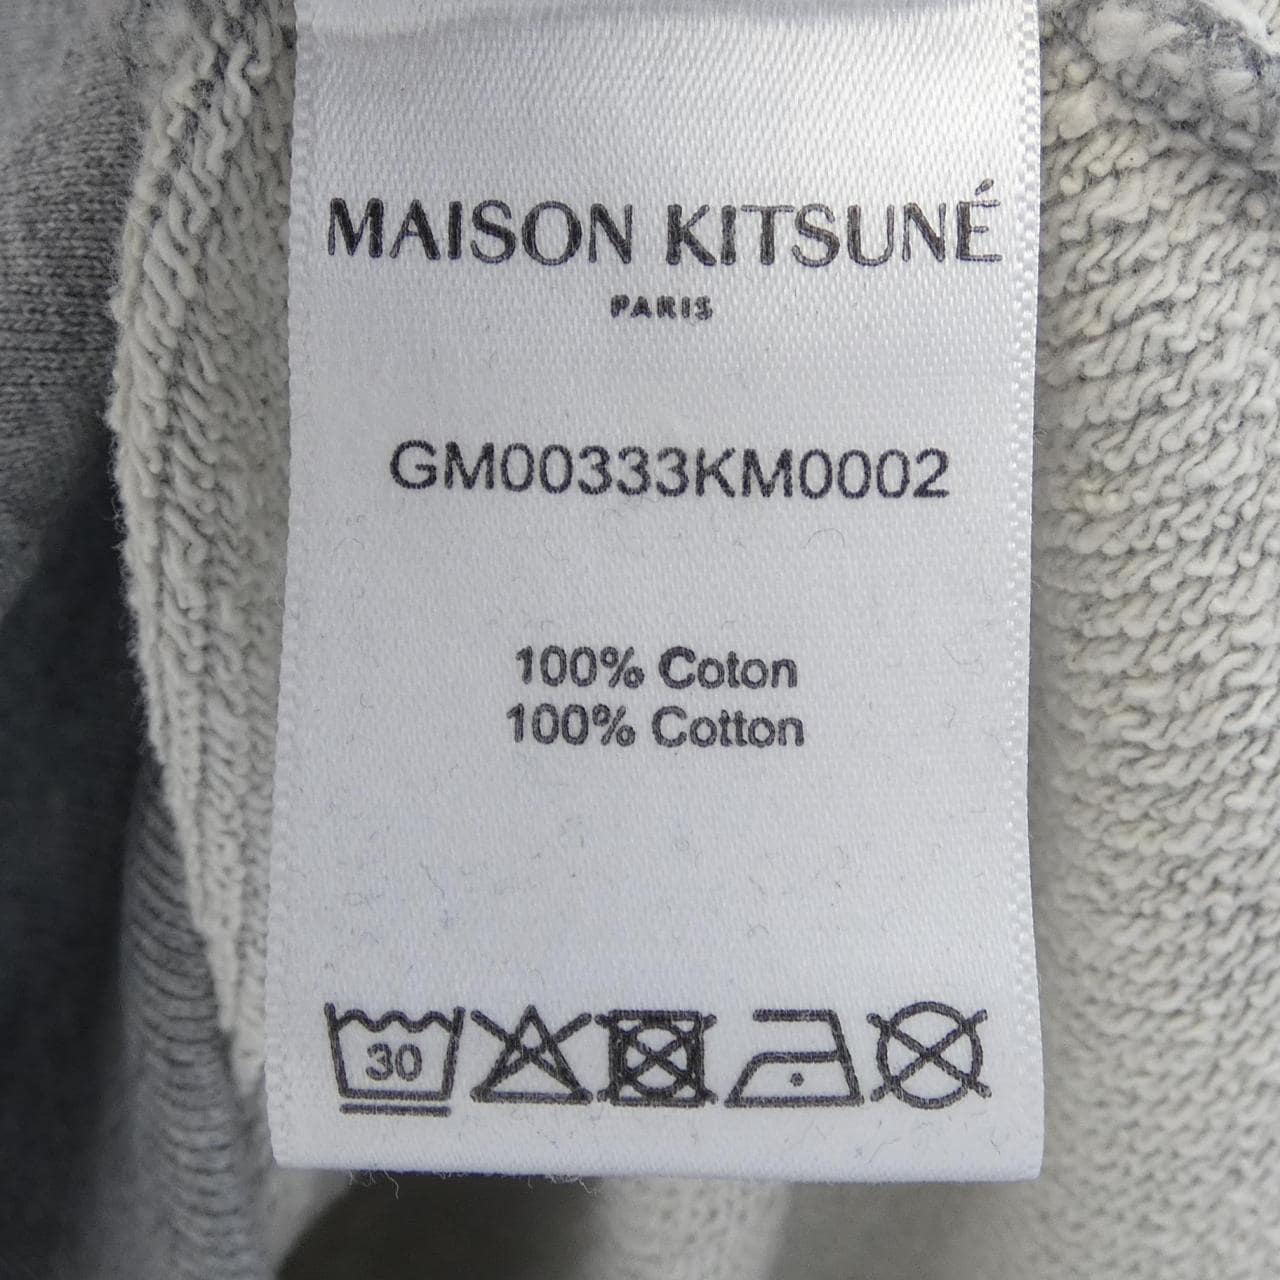 MAISON KITSUNÉ
PARIS
GM00333KM0002
100% Coton
100% Cotton
30